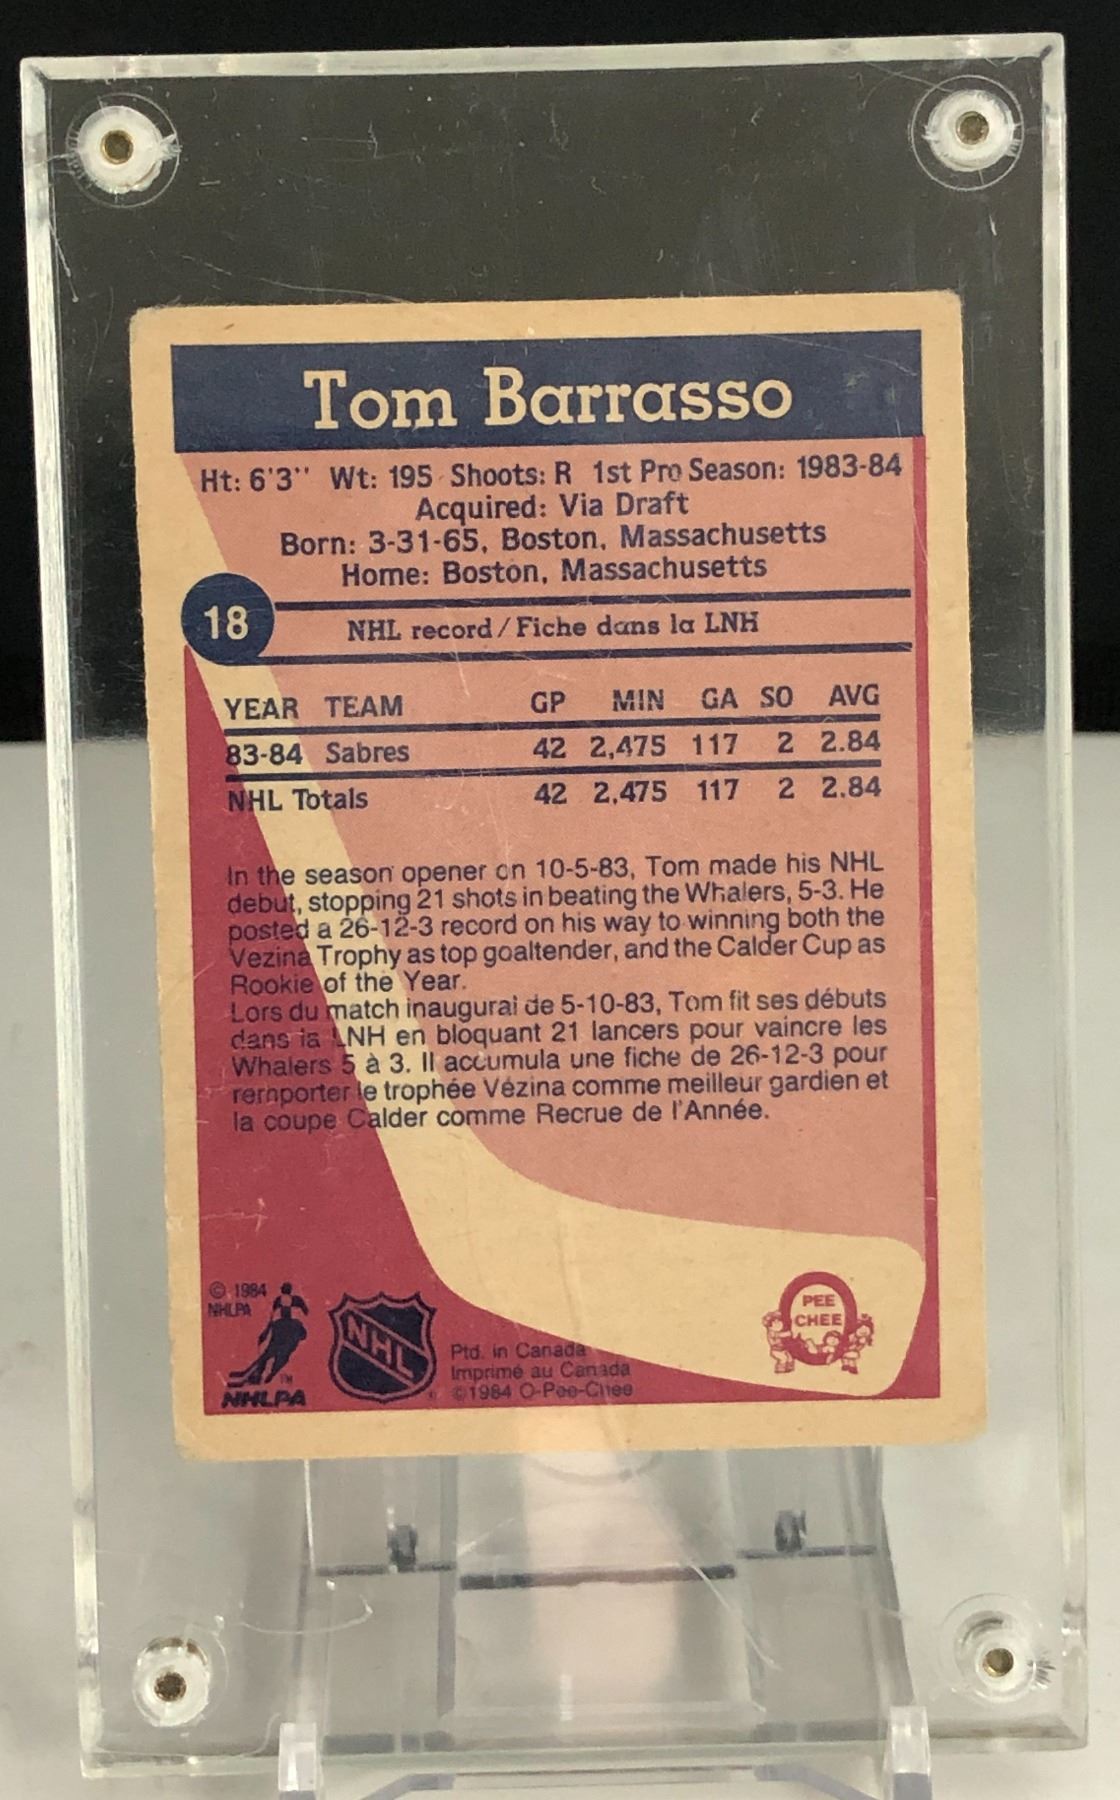 Tom Barrasso
Ht: 6'3'' Wt: 195 Shoots: R 1st Pro Season: 1983-84
Acquired: Via Draft
Born: 3-31-65, Boston, Massachusetts
Home: Boston, Massachusetts
18
NHL record/Fiche dans la LNH
YEAR TEAM GP MIN GA SO AVG
83-84 Sabres 42 2,475 117 2 2.84
NHL Totals 42 2,475 117 2 2.84
In the season opener on 10-5-83, Tom made his NHL
debut, stopping 21 shots in beating the Whalers, 5-3. He
posted a 26-12-3 record on his way to winning both the
Vezina Trophy as top goaltender, and the Calder Cup as
Rookie of the Year.
Lors du match inaugural de 5-10-83, Tom fit ses débuts
dans la LNH en bloquant 21 lancers pour vaincre les
Whalers 5 à 3. Il accumula une fiche de 26-12-3 pour
remporter le trophée Vézina comme meilleur gardien et
la coupe Calder comme Recrue de l'Année.
© 1984
NHLPA
TM
NHLPA
NHL
Ptd. in Canada
Imprimé au Canada
©1984 O-Pee-Chee
PEE
CHEE